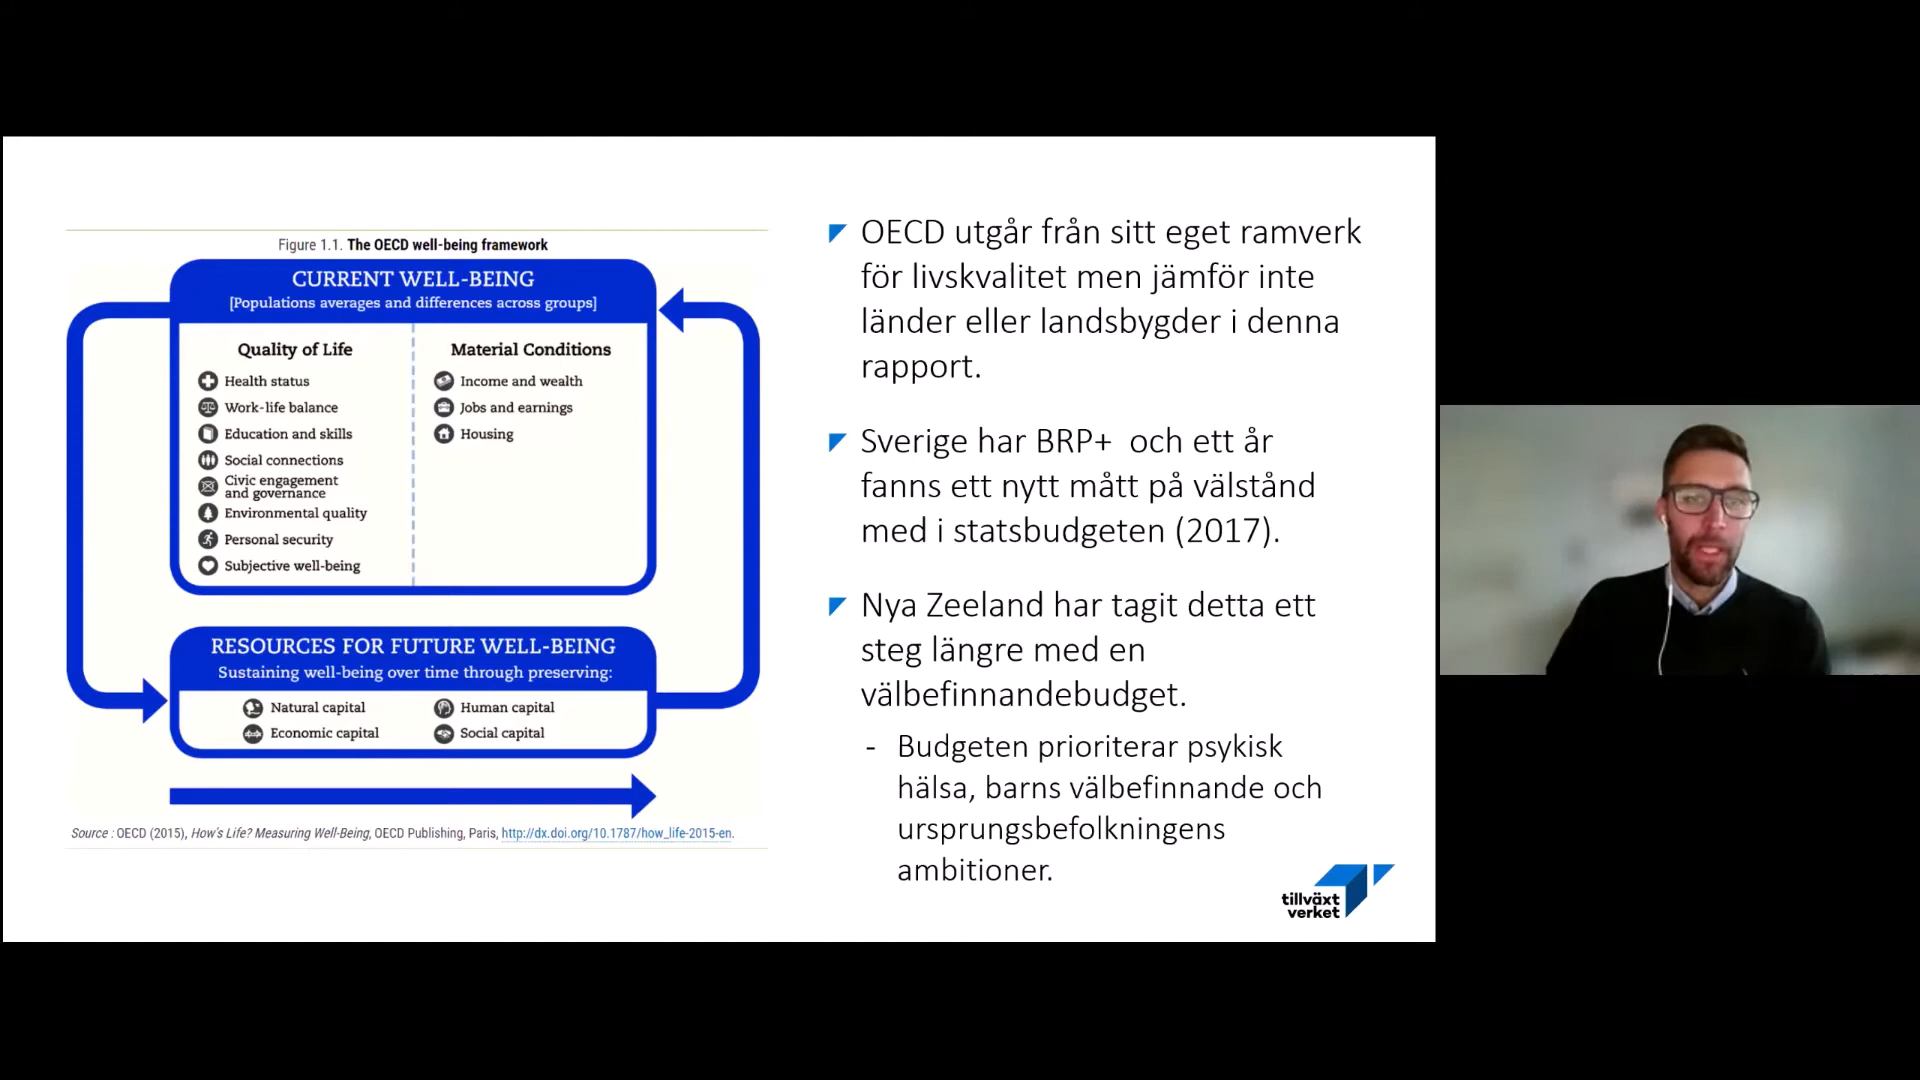 Figure 1.1. The OECD well-being framework
CURRENT WELL-BEING
[Populations averages and differences across groups]
Quality of Life
Health status
Work-life balance
Education and skills
Social connections
Civic engagement
and governance
Environmental quality
Personal security
Subjective well-being
Material Conditions
Income and wealth
Jobs and earnings
Housing
RESOURCES FOR FUTURE WELL-BEING
Sustaining well-being over time through preserving:
Natural capital
Human capital
Economic capital
Social capital
Source : OECD (2015), How's Life? Measuring Well-Being, OECD Publishing, Paris, http://dx.doi.org/10.1787/how_life-2015-en.
OECD utgår från sitt eget ramverk
för livskvalitet men jämför inte
länder eller landsbygder i denna
rapport.
Sverige har BRP+ och ett år
fanns ett nytt mått på välstånd
med i statsbudgeten (2017).
Nya Zeeland har tagit detta ett
steg längre med en
välbefinnandebudget.
- Budgeten prioriterar psykisk
hälsa, barns välbefinnande och
ursprungsbefolkningens
ambitioner.
tillväxt
verket